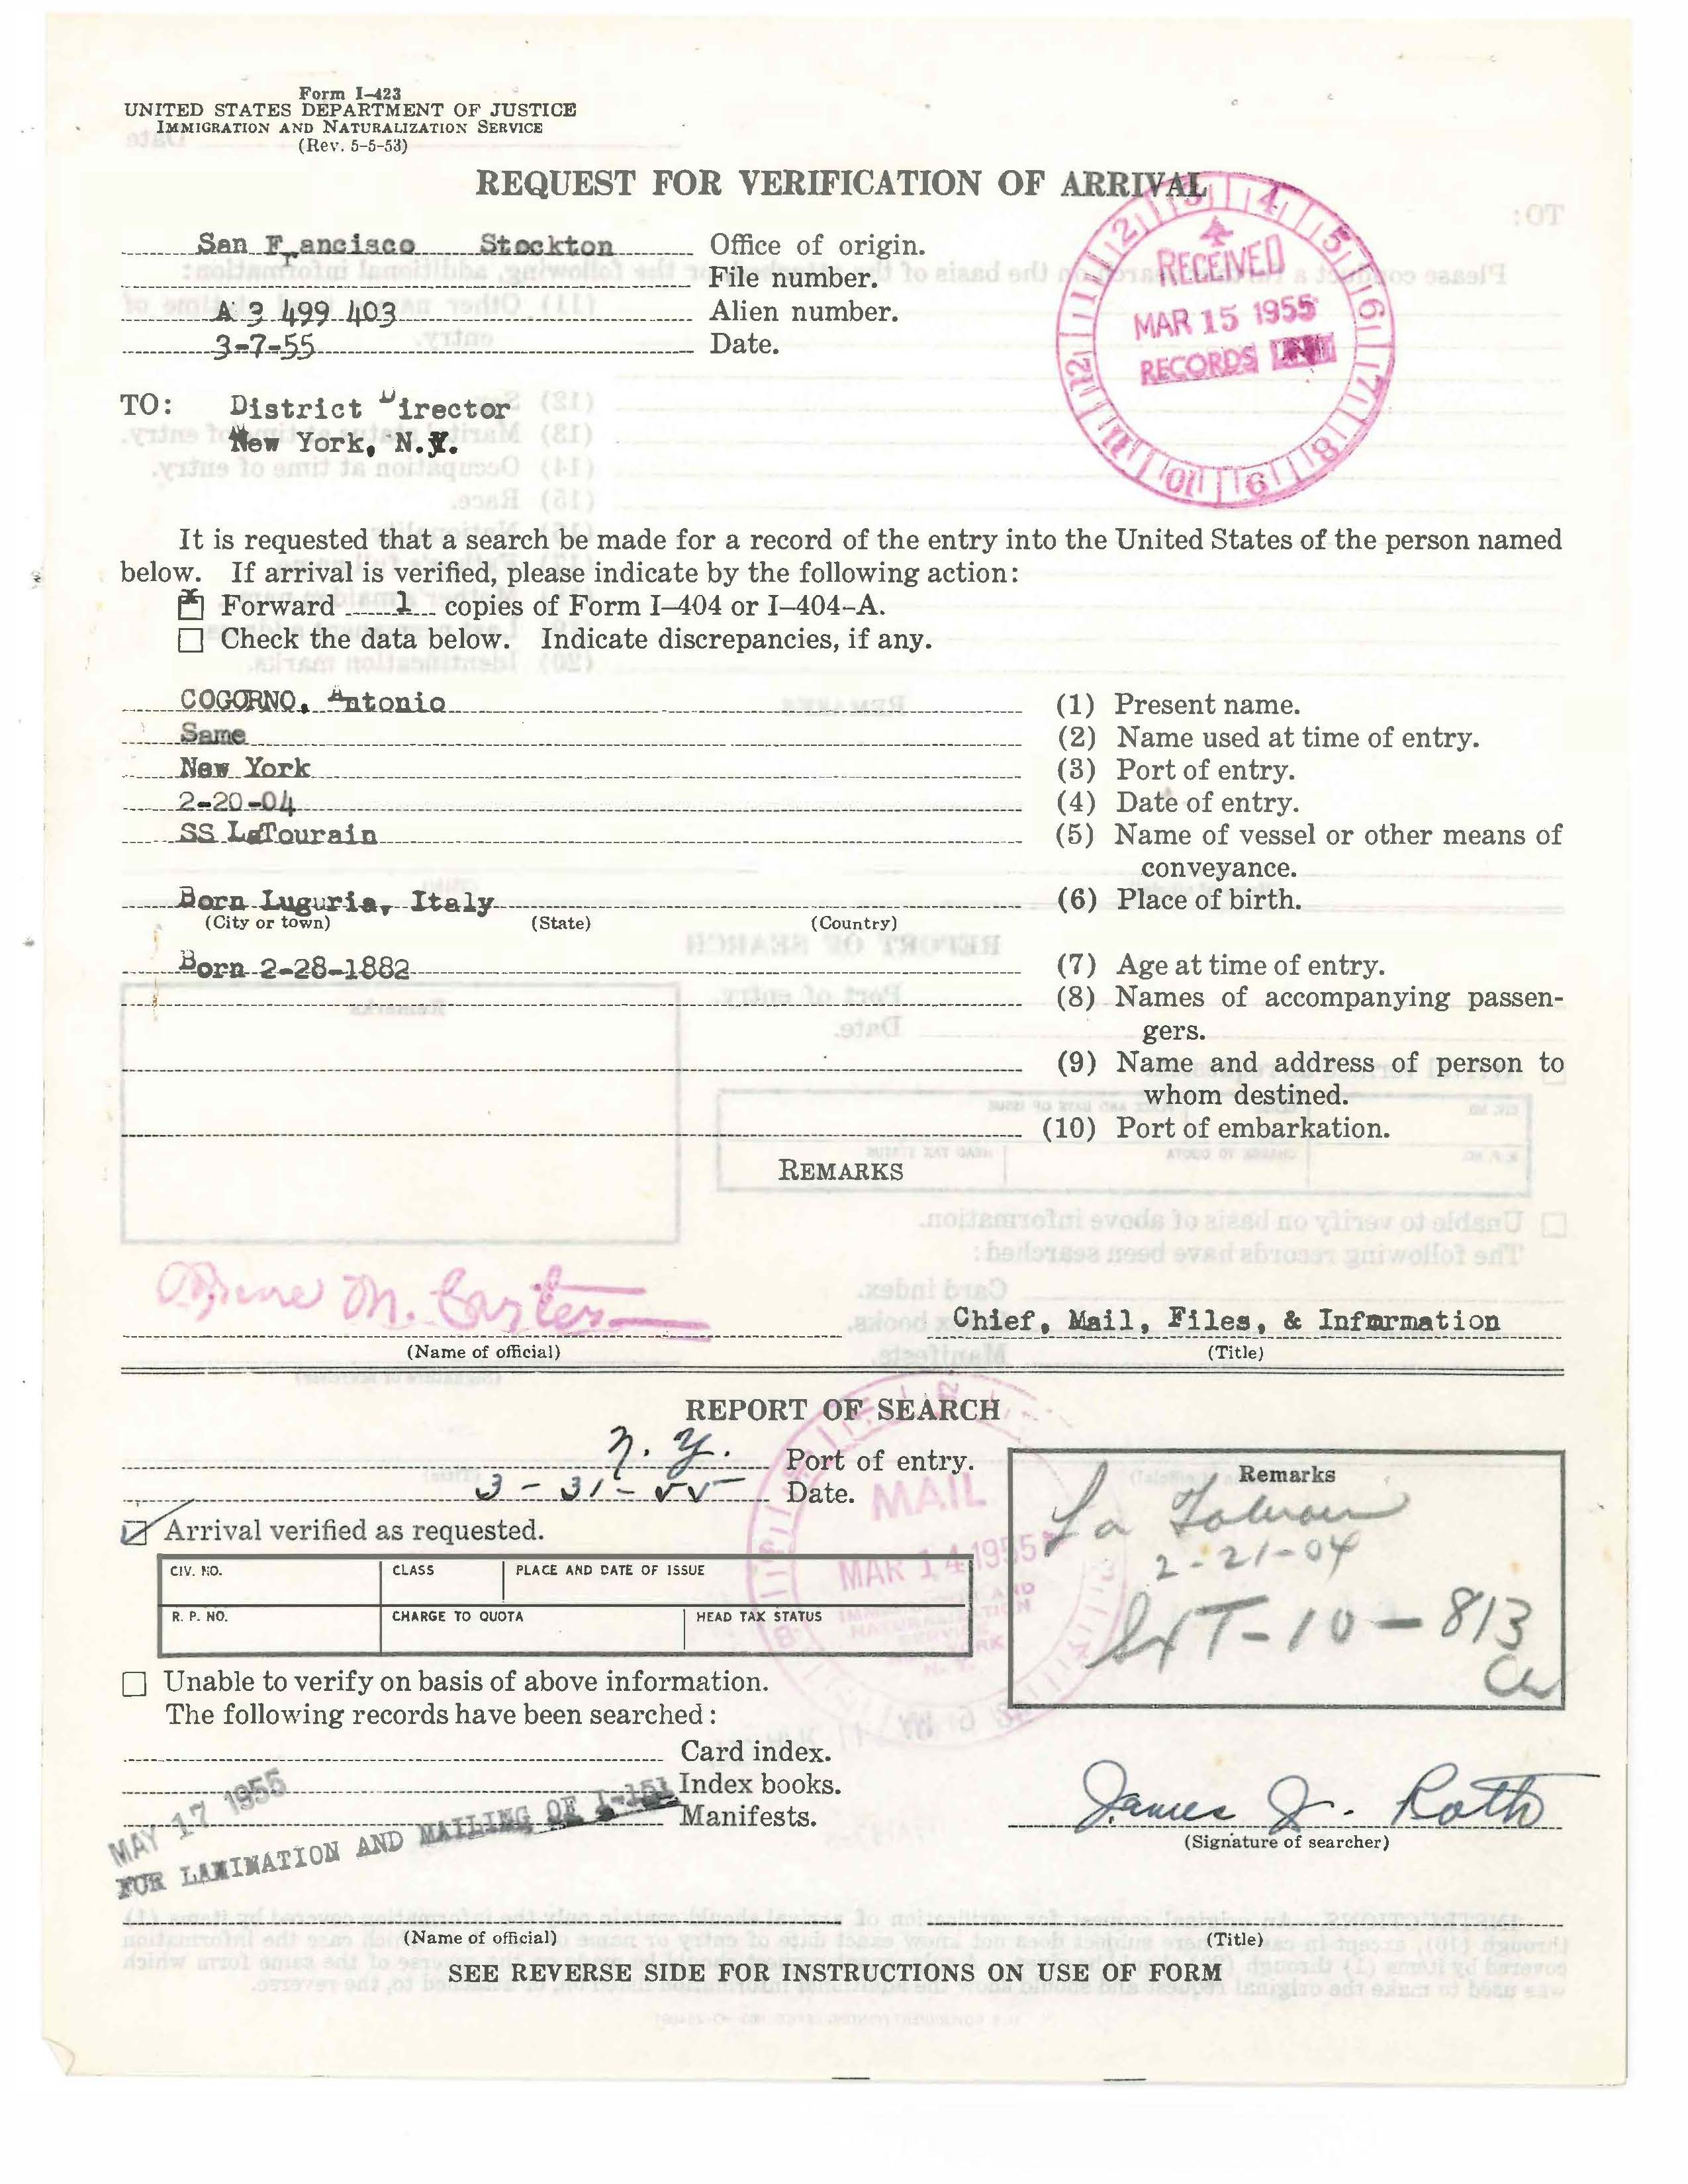 Form I-423
UNITED STATES DEPARTMENT OF JUSTICE
IMMIGRATION AND NATURALIZATION SERVICE
(Rev. 5-5-53)
REQUEST FOR VERIFICATION OF ARRIVAL
San Francisco Stockton Office of origin.
File number.
A 3 499 403 Alien number.
3-7-55 Date.
RECEIVED
MAR 15 1955
RECORDS
TO: District Director
New York, N.Y.
It is requested that a search be made for a record of the entry into the United States of the person named
below. If arrival is verified, please indicate by the following action:
Forward 1 copies of Form I-404 or I-404-A.
Check the data below. Indicate discrepancies, if any.
COGORNO, Antonio (1) Present name.
Same (2) Name used at time of entry.
New York (3) Port of entry.
2-20-04 (4) Date of entry.
SS LaTourain (5) Name of vessel or other means of
conveyance.
Born Luguria, Italy (6) Place of birth.
(City or town) (State) (Country)
Born 2-28-1882 (7) Age at time of entry.
(8) Names of accompanying passen-
gers.
(9) Name and address of person to
whom destined.
(10) Port of embarkation.
REMARKS
M. Carter Chief, Mail, Files, & Information
(Name of official) (Title)
REPORT OF SEARCH
N. Y. Port of entry.
3-31-55 Date.
Arrival verified as requested.
CIV. NO. CLASS PLACE AND DATE OF ISSUE
R. P. NO. CHARGE TO QUOTA HEAD TAX STATUS
MAIL
MAR 14 1955
IMMIGRATION AND
NATURALIZATION
SERVICE
N. Y.
Remarks
La
2-21-04
T-10-813
Unable to verify on basis of above information.
The following records have been searched:
Card index.
Index books.
Manifests.
MAY 17 1955
FOR LAMINATION AND MAILING OF I-151
James J. Roth
(Signature of searcher)
(Name of official) (Title)
SEE REVERSE SIDE FOR INSTRUCTIONS ON USE OF FORM